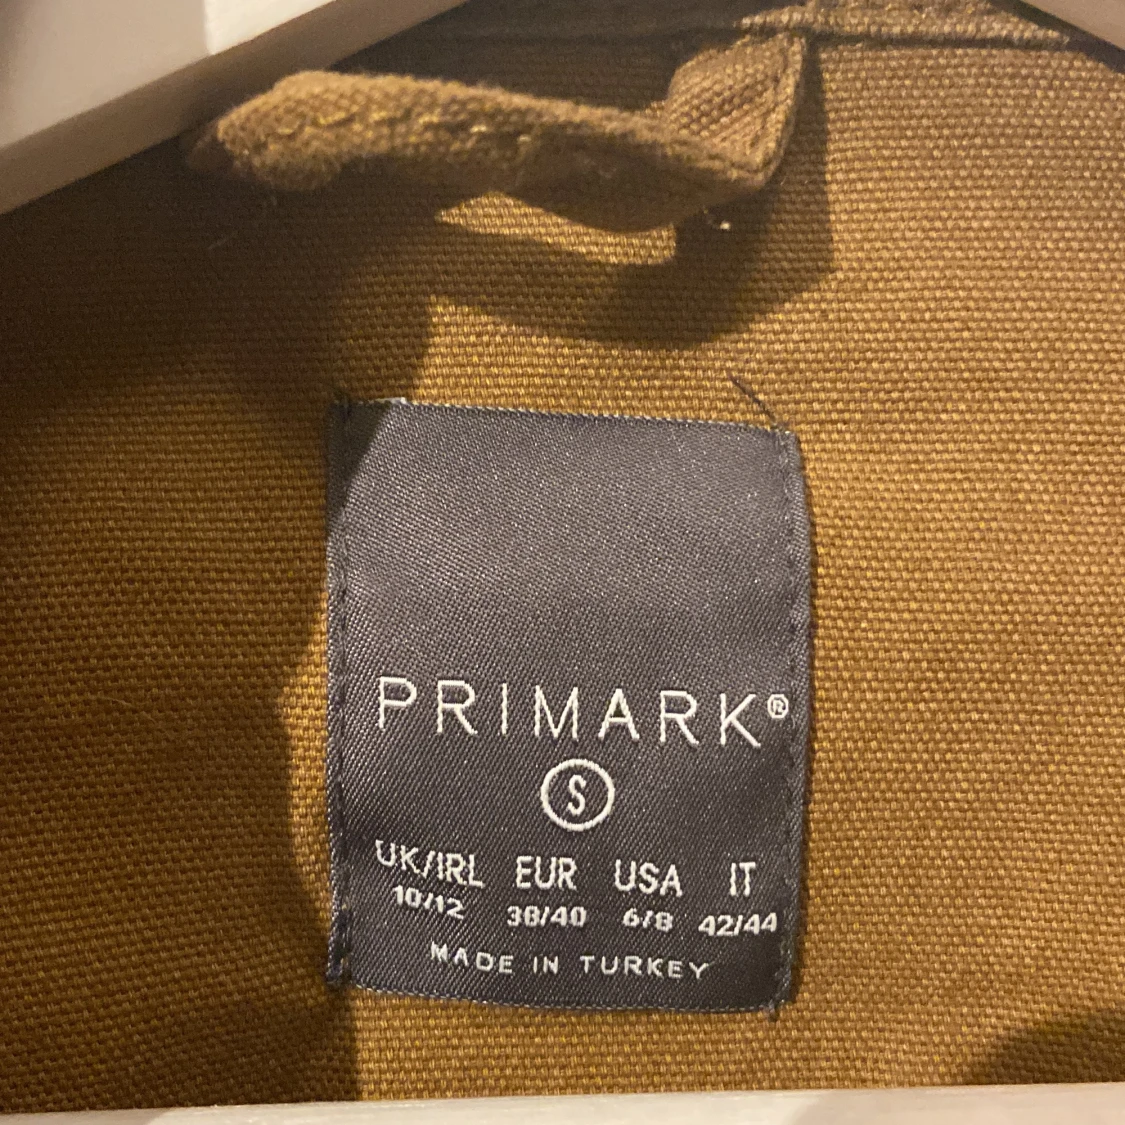 PRIMARK®
S
UK/IRL EUR USA IT
10/12 38/40 6/8 42/44
MADE IN TURKEY